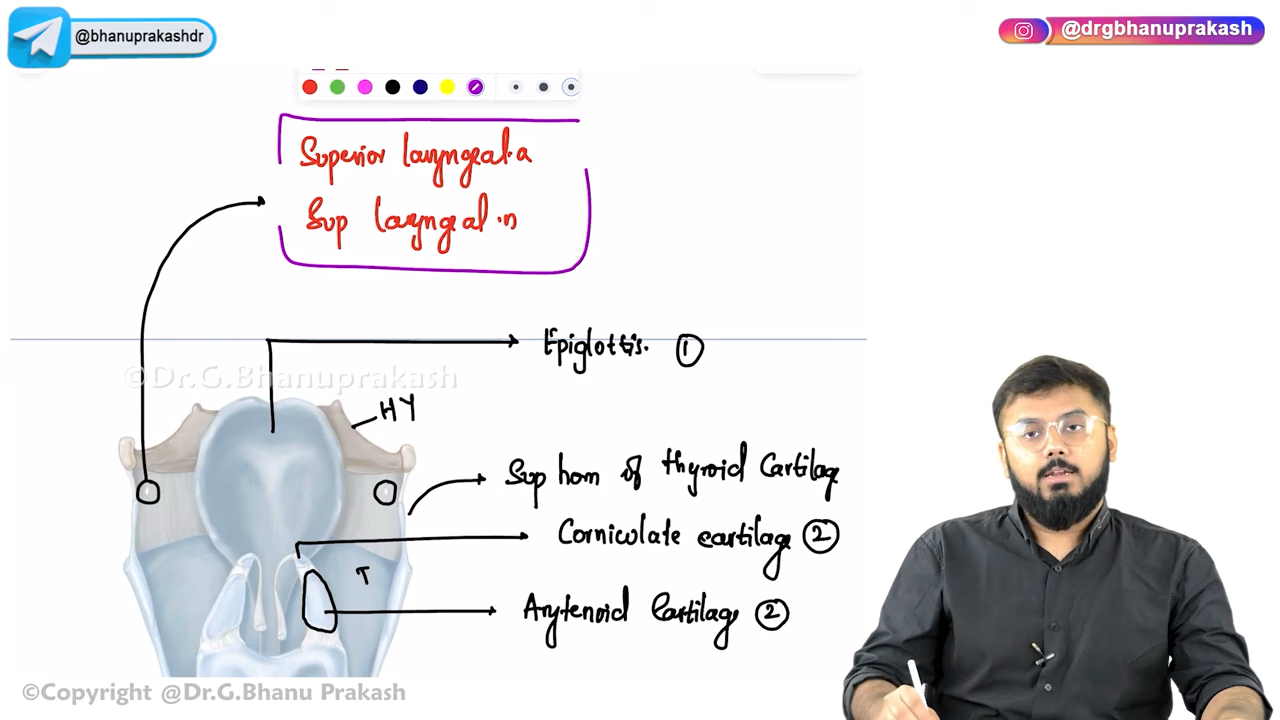 @bhanuprakashdr
@drgbhanuprakash
Superior laryngeal.a
Sup laryngeal.n
Epiglottis. 1
©Dr.G.Bhanuprakash
HY
Sup horn of thyroid Cartilag
Corniculate cartilag 2
T
Arytenoid Cartilag 2
©Copyright @Dr.G.Bhanu Prakash